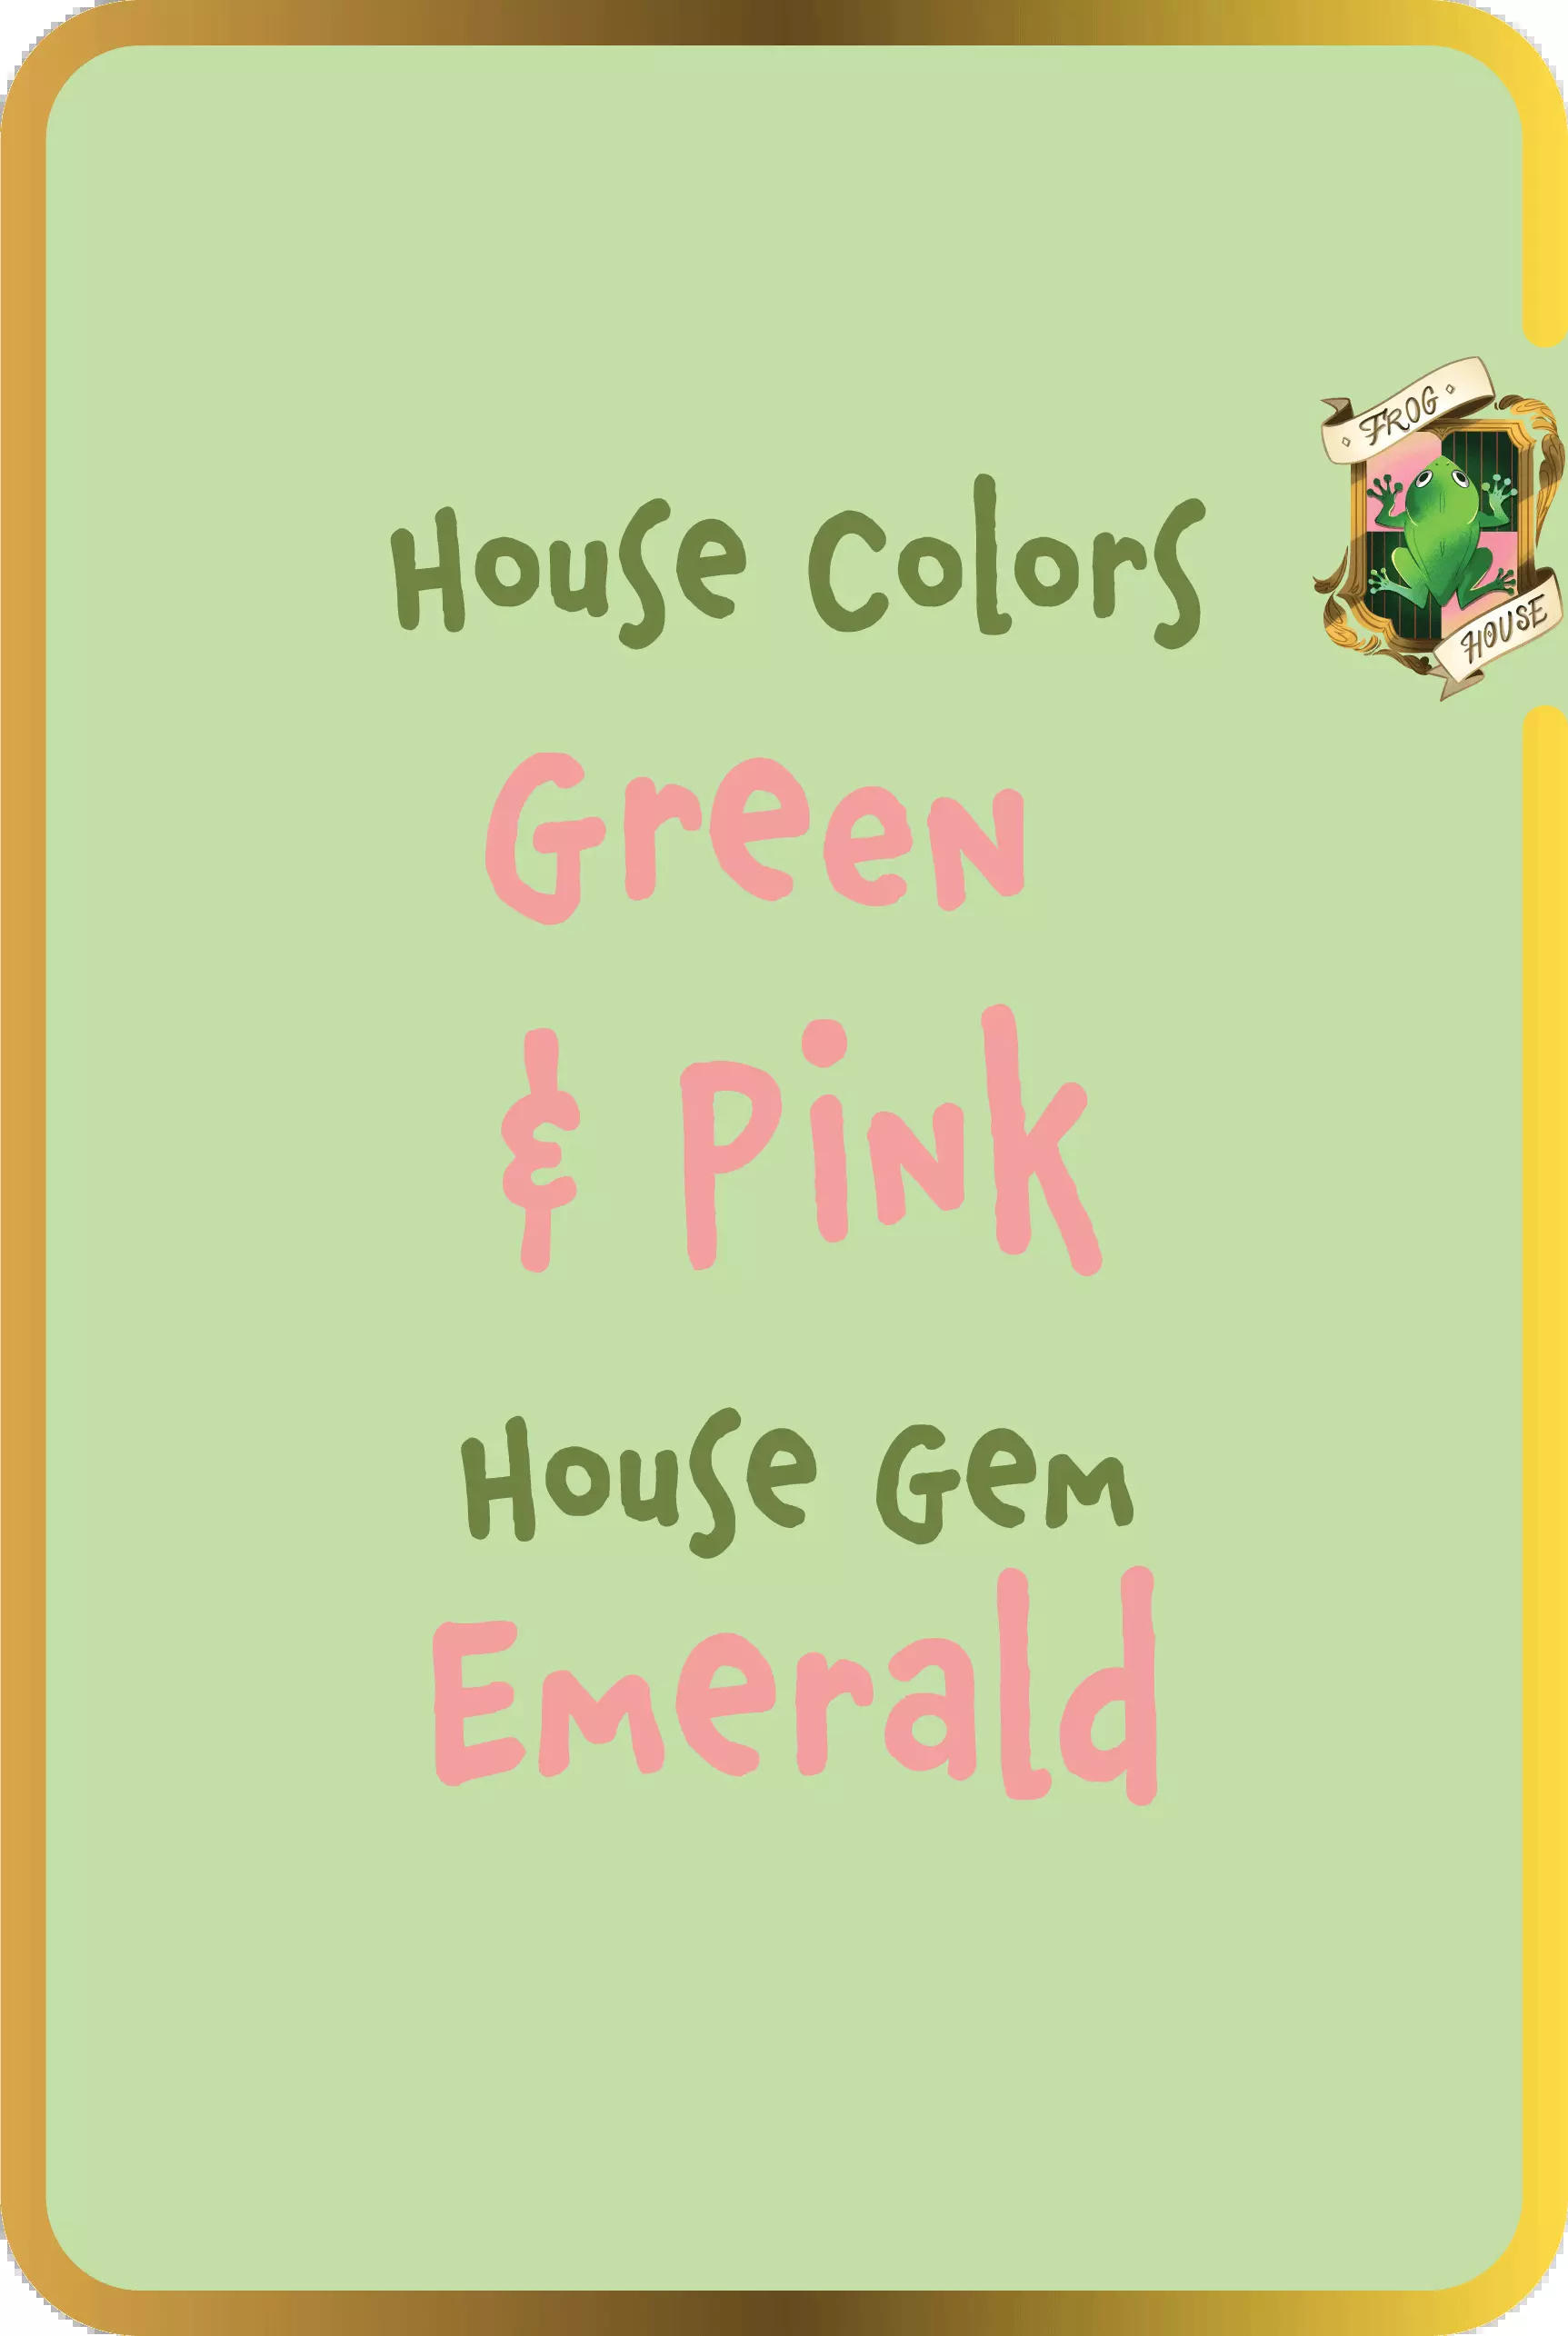 FROG
HOUSE
House Colors
Green
& Pink
House Gem
Emerald